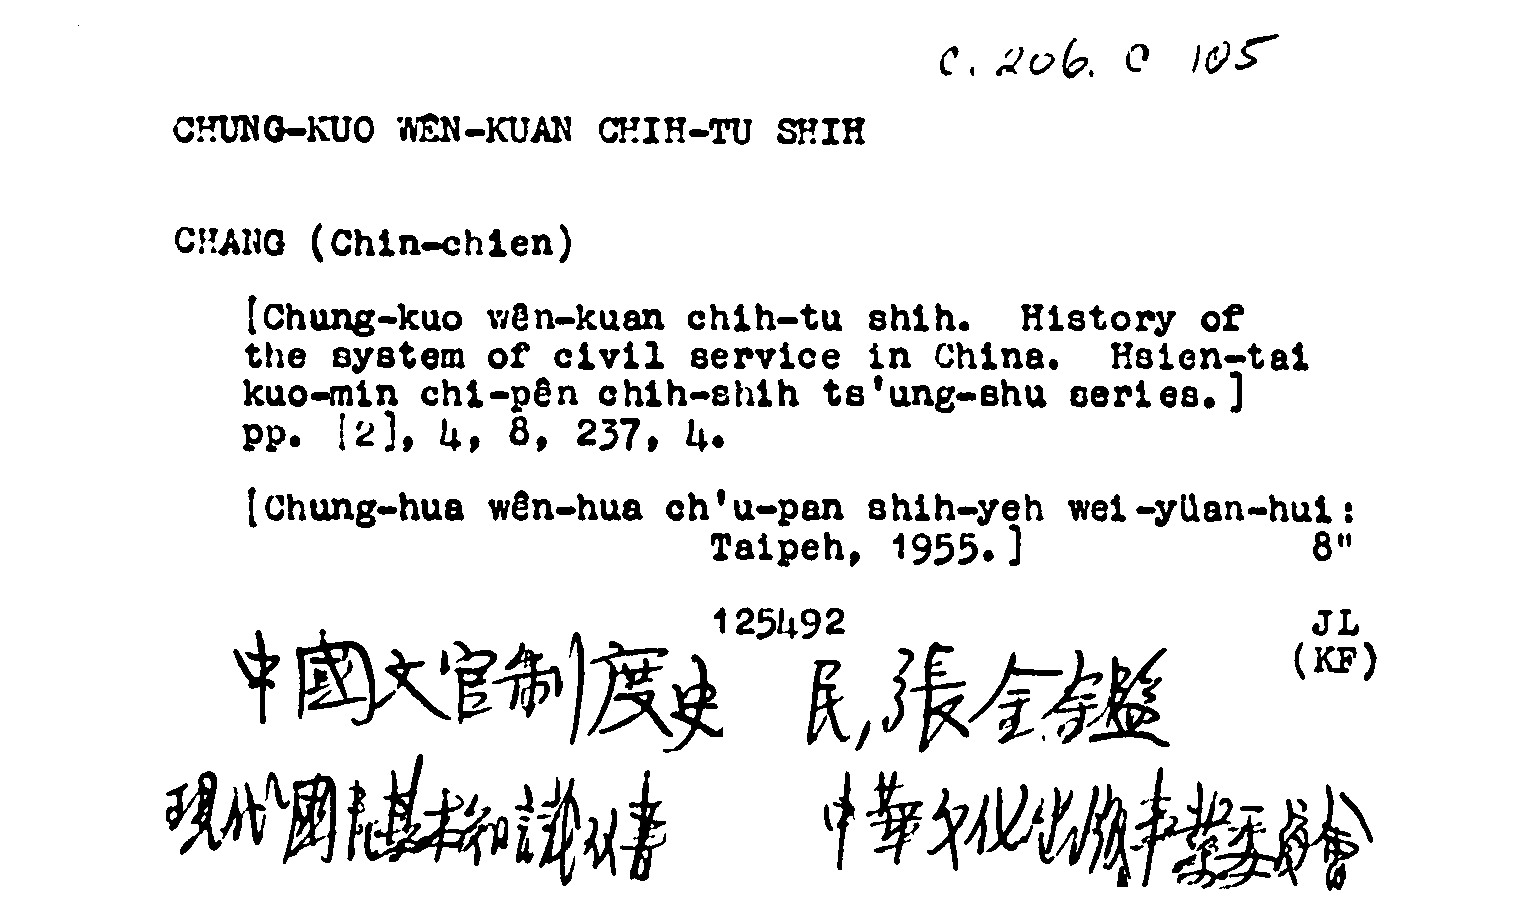 C.206.C 105
CHUNG-KUO WÊN-KUAN CHIH-TU SHIH
CHANG (Chin-chien)
[Chung-kuo wên-kuan chih-tu shih. History of
the system of civil service in China. Hsien-tai
kuo-min chi-pên chih-shih ts'ung-shu series.]
pp. [2], 4, 8, 237, 4.
[Chung-hua wên-hua ch'u-pan shih-yeh wei-yüan-hui:
Taipeh, 1955.] 8"
125492 JL
(KF)
中國文官制度史 民, 張金鑑
現代國民基本知識丛書 中華文化出版事業委員會